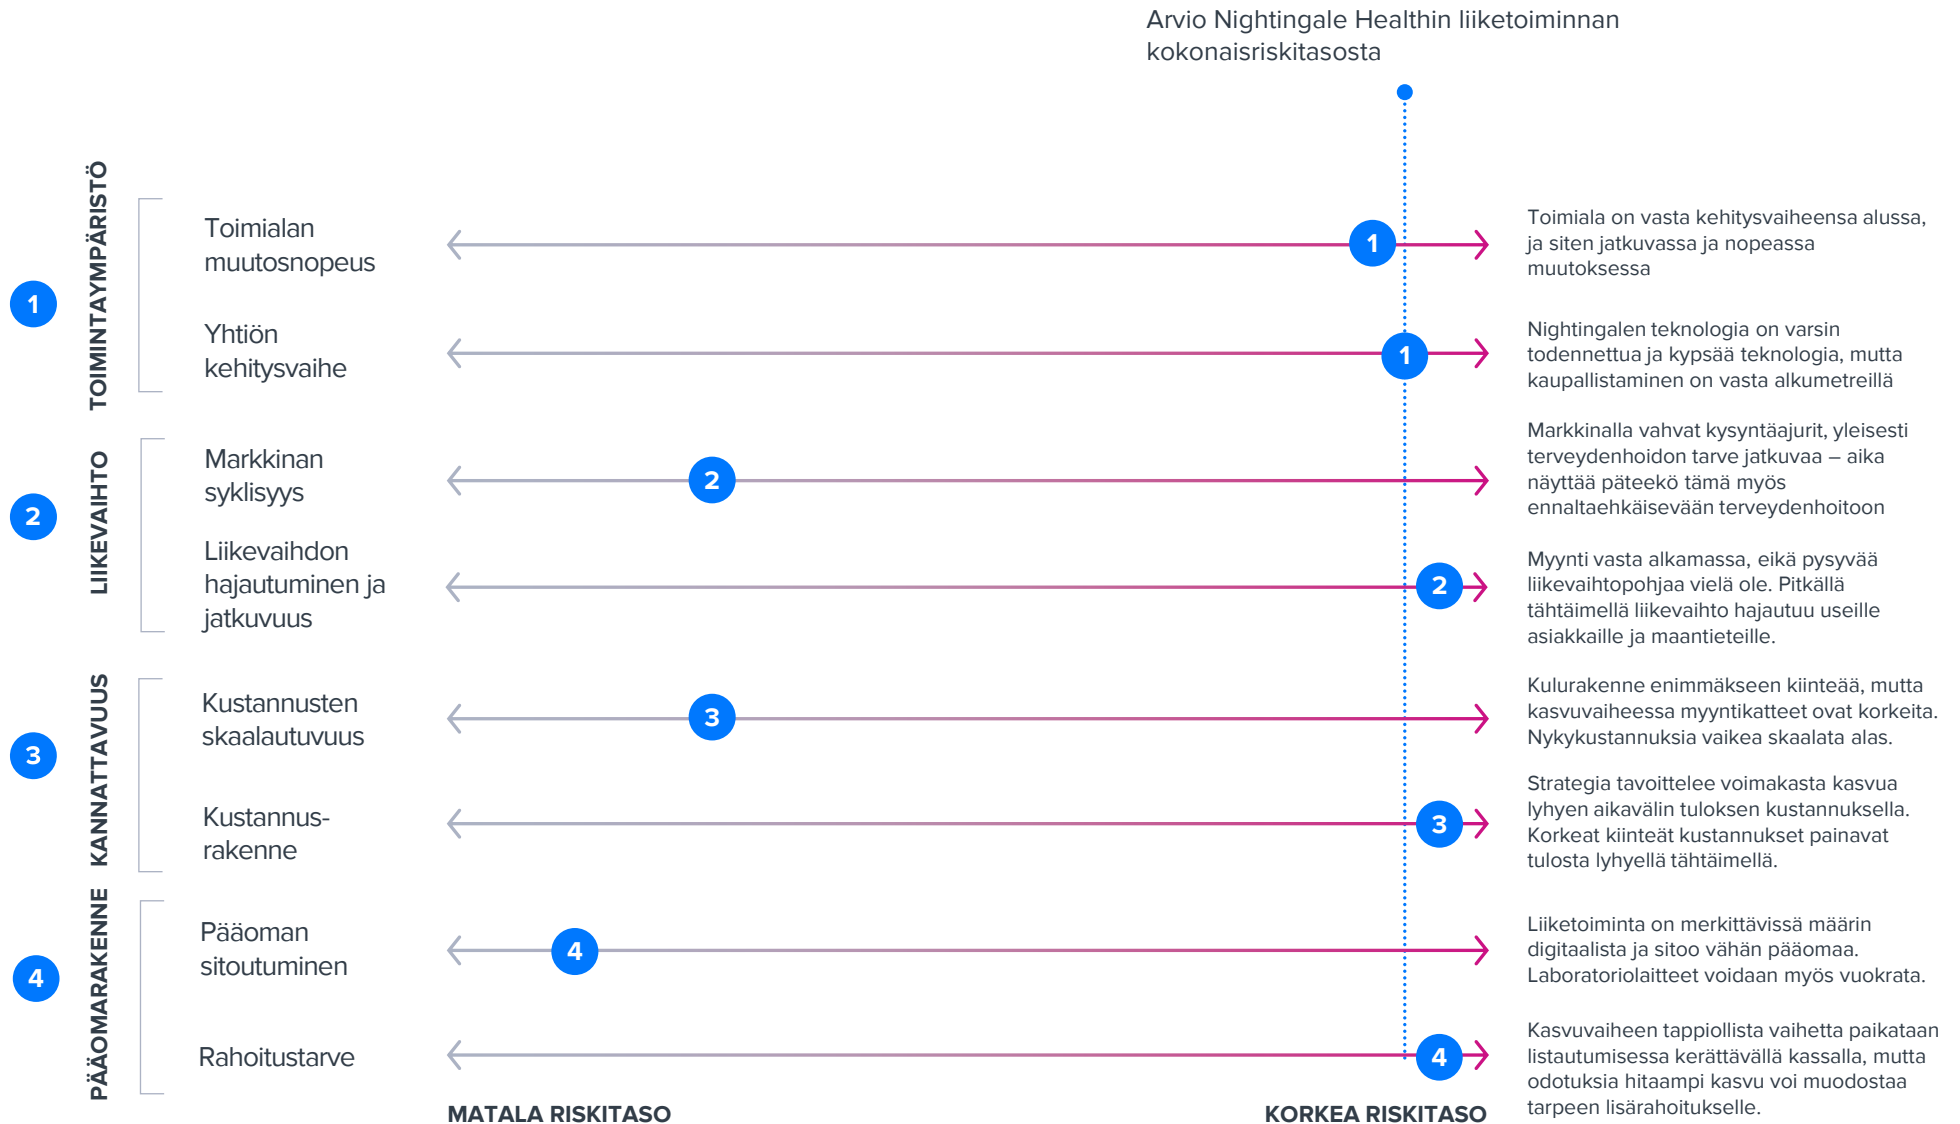 Arvio Nightingale Healthin liiketoiminnan
kokonaisriskitasosta
1
TOIMINTAYMPÄRISTÖ
Toimialan
muutosnopeus
1
Toimiala on vasta kehitysvaiheensa alussa,
ja siten jatkuvassa ja nopeassa
muutoksessa
Yhtiön
kehitysvaihe
1
Nightingalen teknologia on varsin
todennettua ja kypsää teknologia, mutta
kaupallistaminen on vasta alkumetreillä
2
LIIKEVAIHTO
Markkinan
syklisyys
2
Markkinalla vahvat kysyntäajurit, yleisesti
terveydenhoidon tarve jatkuvaa – aika
näyttää päteekö tämä myös
ennaltaehkäisevään terveydenhoitoon
Liikevaihdon
hajautuminen ja
jatkuvuus
2
Myynti vasta alkamassa, eikä pysyvää
liikevaihtopohjaa vielä ole. Pitkällä
tähtäimellä liikevaihto hajautuu useille
asiakkaille ja maantieteille.
3
KANNATTAVUUS
Kustannusten
skaalautuvuus
3
Kulurakenne enimmäkseen kiinteää, mutta
kasvuvaiheessa myyntikatteet ovat korkeita.
Nykykustannuksia vaikea skaalata alas.
Kustannus-
rakenne
3
Strategia tavoittelee voimakasta kasvua
lyhyen aikavälin tuloksen kustannuksella.
Korkeat kiinteät kustannukset painavat
tulosta lyhyellä tähtäimellä.
4
PÄÄOMARAKENNE
Pääoman
sitoutuminen
4
Liiketoiminta on merkittävissä määrin
digitaalista ja sitoo vähän pääomaa.
Laboratoriolaitteet voidaan myös vuokrata.
Rahoitustarve
4
Kasvuvaiheen tappiollista vaihetta paikataan
listautumisessa kerättävällä kassalla, mutta
odotuksia hitaampi kasvu voi muodostaa
tarpeen lisärahoitukselle.
MATALA RISKITASO
KORKEA RISKITASO